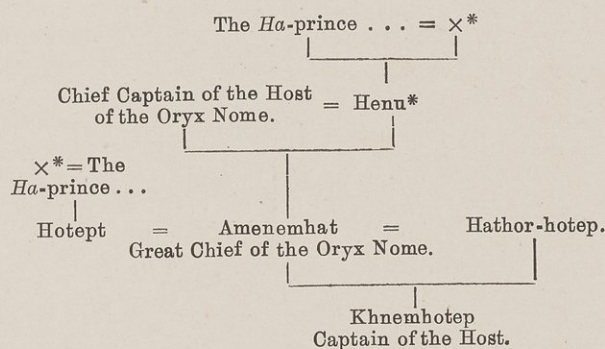 The Ha-prince . . . = ×*
Chief Captain of the Host
of the Oryx Nome. = Henu*
×* = The
Ha-prince . . .
Hotept = Amenemhat = Hathor-hotep.
Great Chief of the Oryx Nome.
Khnemhotep
Captain of the Host.